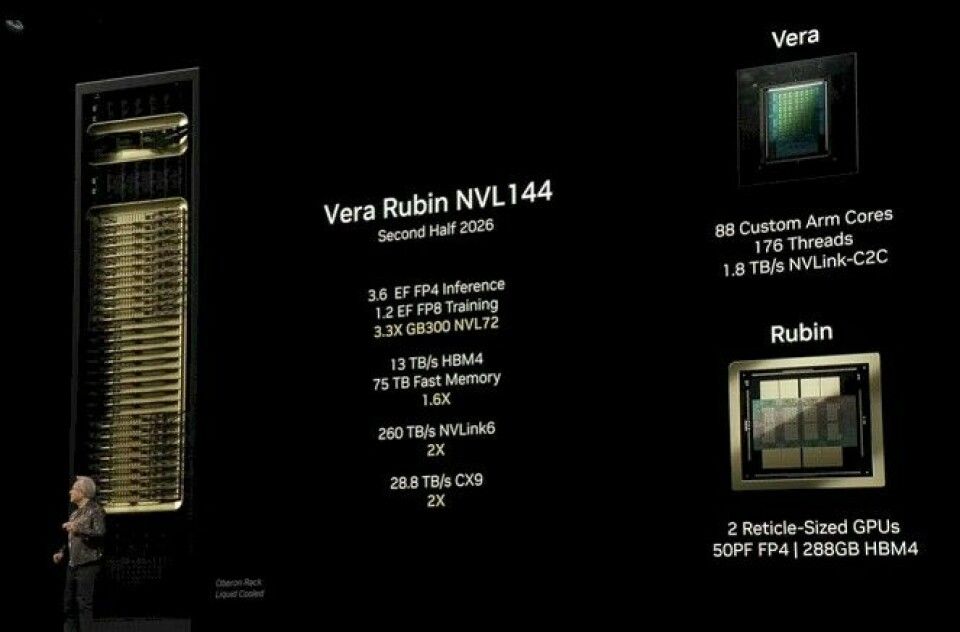 Vera Rubin NVL144
Second Half 2026
3.6 EF FP4 Inference
1.2 EF FP8 Training
3.3X GB300 NVL72
13 TB/s HBM4
75 TB Fast Memory
1.6X
260 TB/s NVLink6
2X
28.8 TB/s CX9
2X
Oberon Rack
Liquid Cooled
Vera
88 Custom Arm Cores
176 Threads
1.8 TB/s NVLink-C2C
Rubin
2 Reticle-Sized GPUs
50PF FP4 | 288GB HBM4